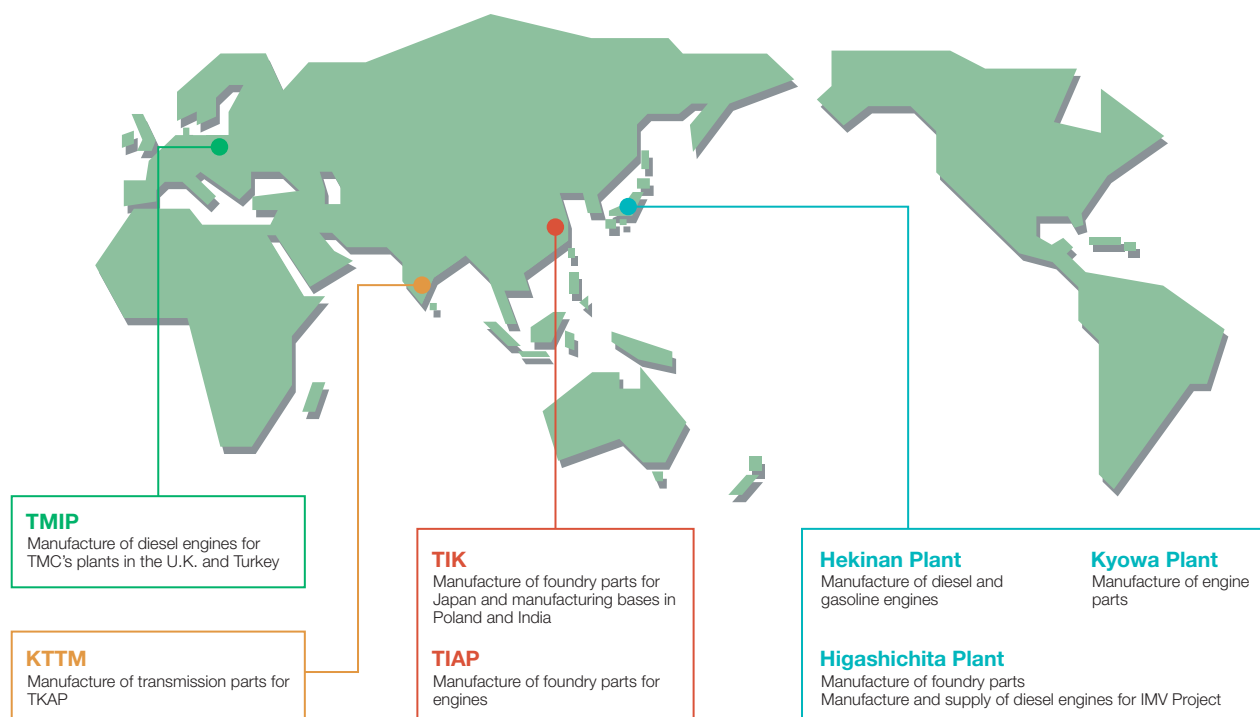 TMIP
Manufacture of diesel engines for
TMC's plants in the U.K. and Turkey
KTTM
Manufacture of transmission parts for
TKAP
TIK
Manufacture of foundry parts for
Japan and manufacturing bases in
Poland and India
TIAP
Manufacture of foundry parts for
engines
Hekinan Plant
Manufacture of diesel and
gasoline engines
Kyowa Plant
Manufacture of engine
parts
Higashichita Plant
Manufacture of foundry parts
Manufacture and supply of diesel engines for IMV Project